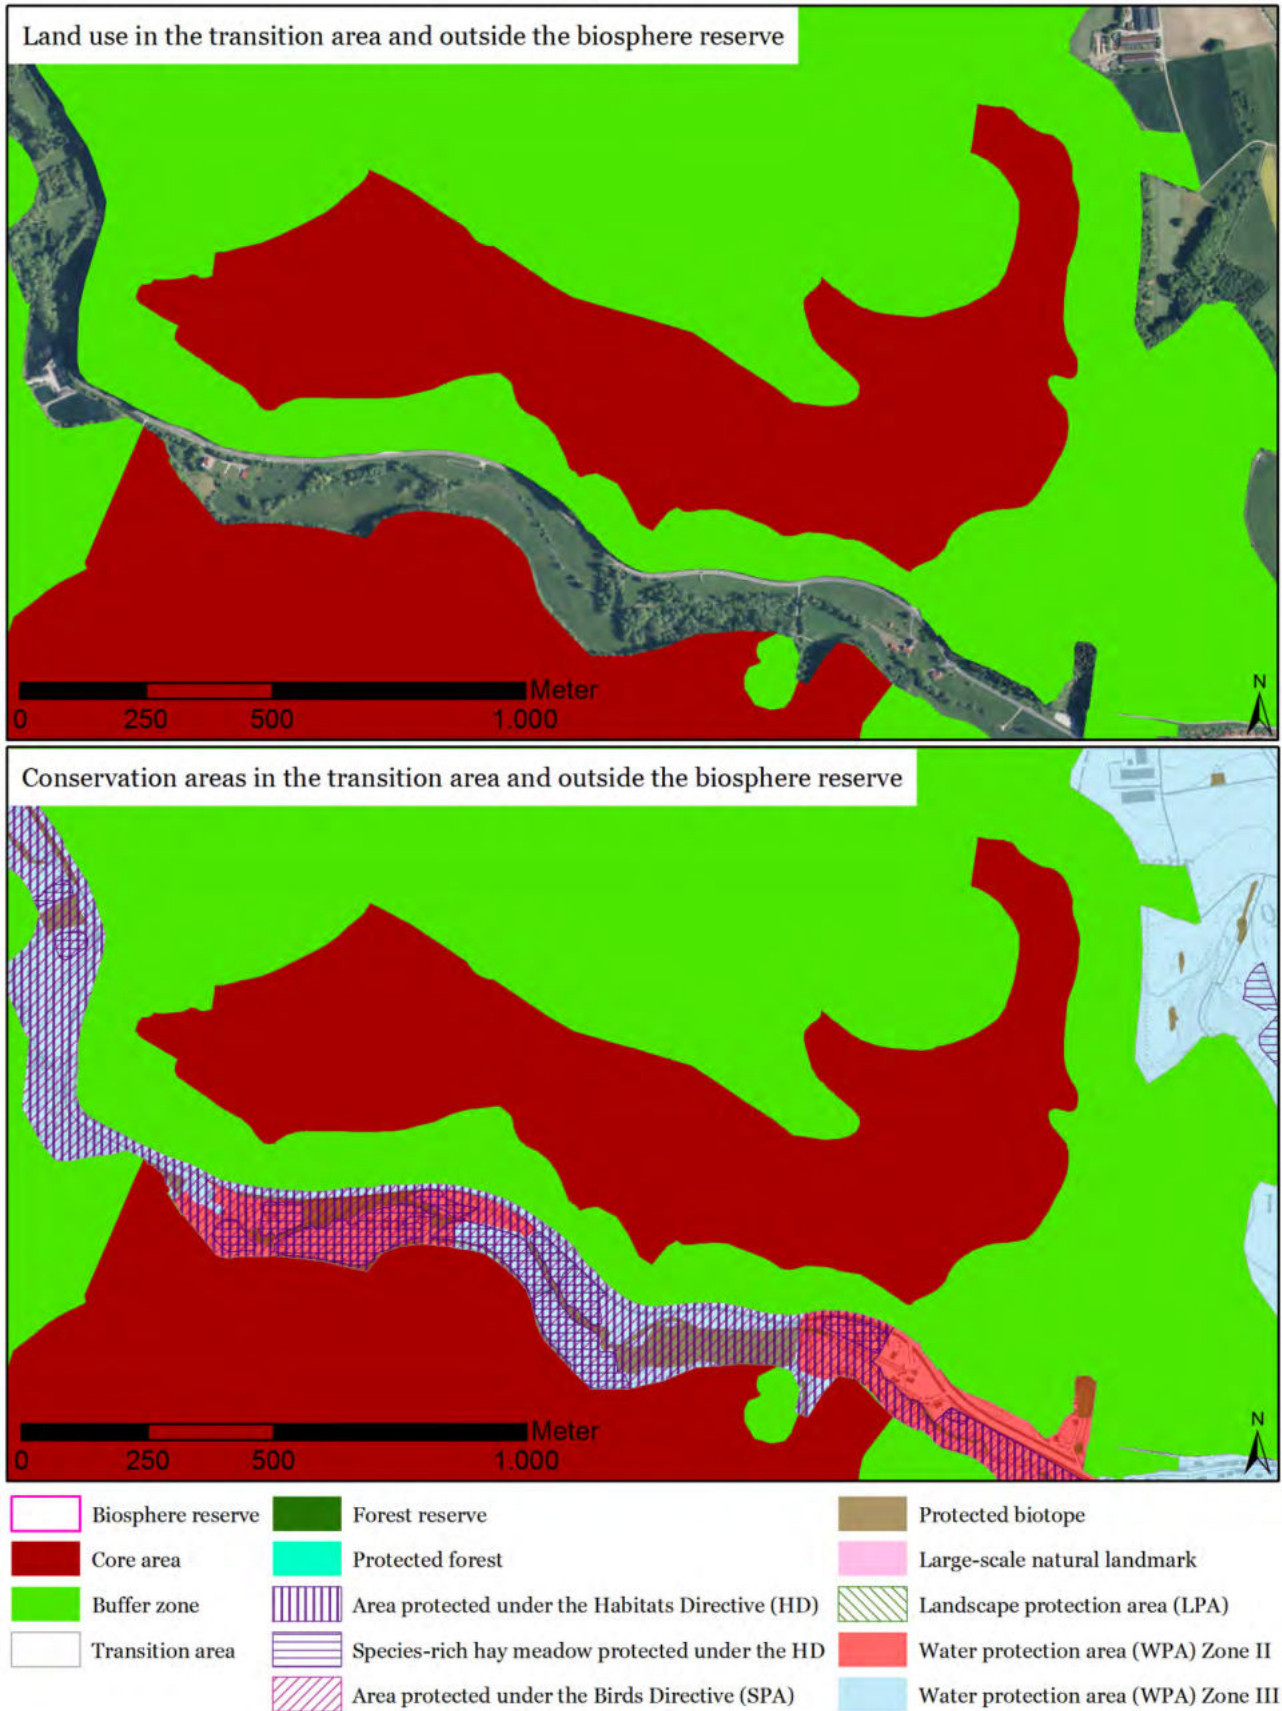 Land use in the transition area and outside the biosphere reserve
Meter
0 250 500 1.000
N
Conservation areas in the transition area and outside the biosphere reserve
Meter
0 250 500 1.000
N
Biosphere reserve
Core area
Buffer zone
Transition area
Forest reserve
Protected forest
Area protected under the Habitats Directive (HD)
Species-rich hay meadow protected under the HD
Area protected under the Birds Directive (SPA)
Protected biotope
Large-scale natural landmark
Landscape protection area (LPA)
Water protection area (WPA) Zone II
Water protection area (WPA) Zone III